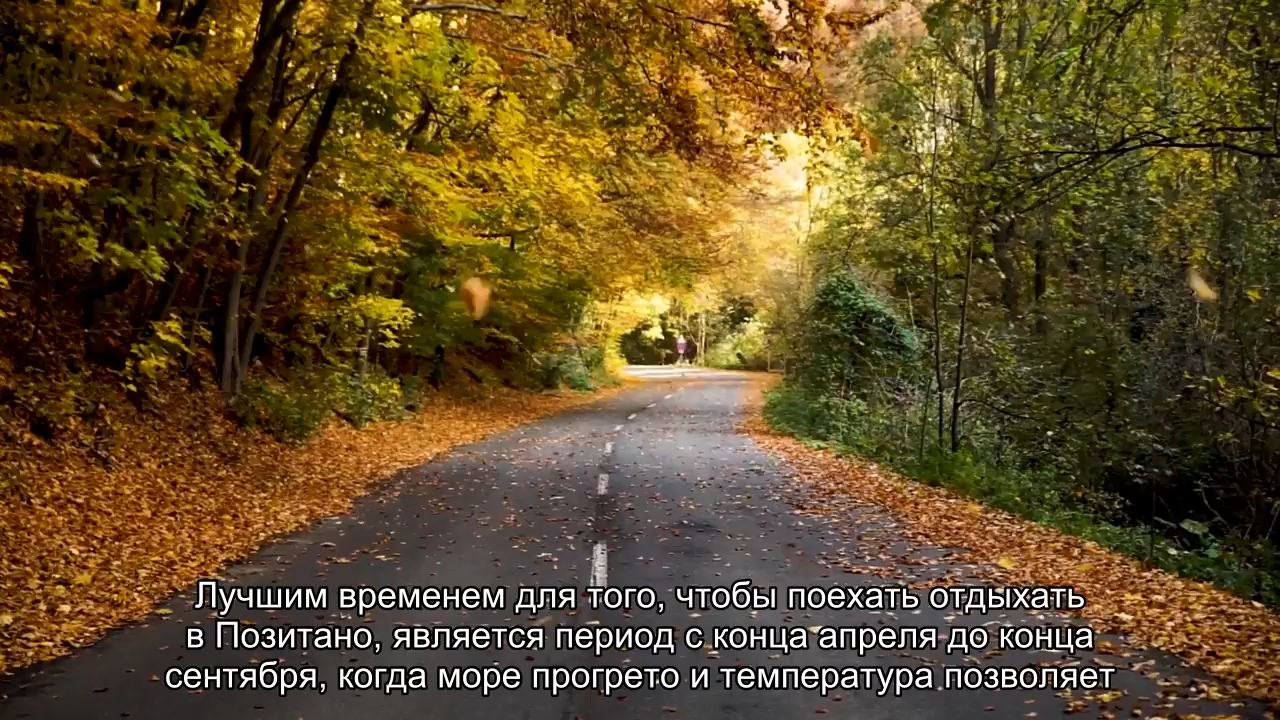 Лучшим временем для того, чтобы поехать отдыхать
в Позитано, является период с конца апреля до конца
сентября, когда море прогрето и температура позволяет